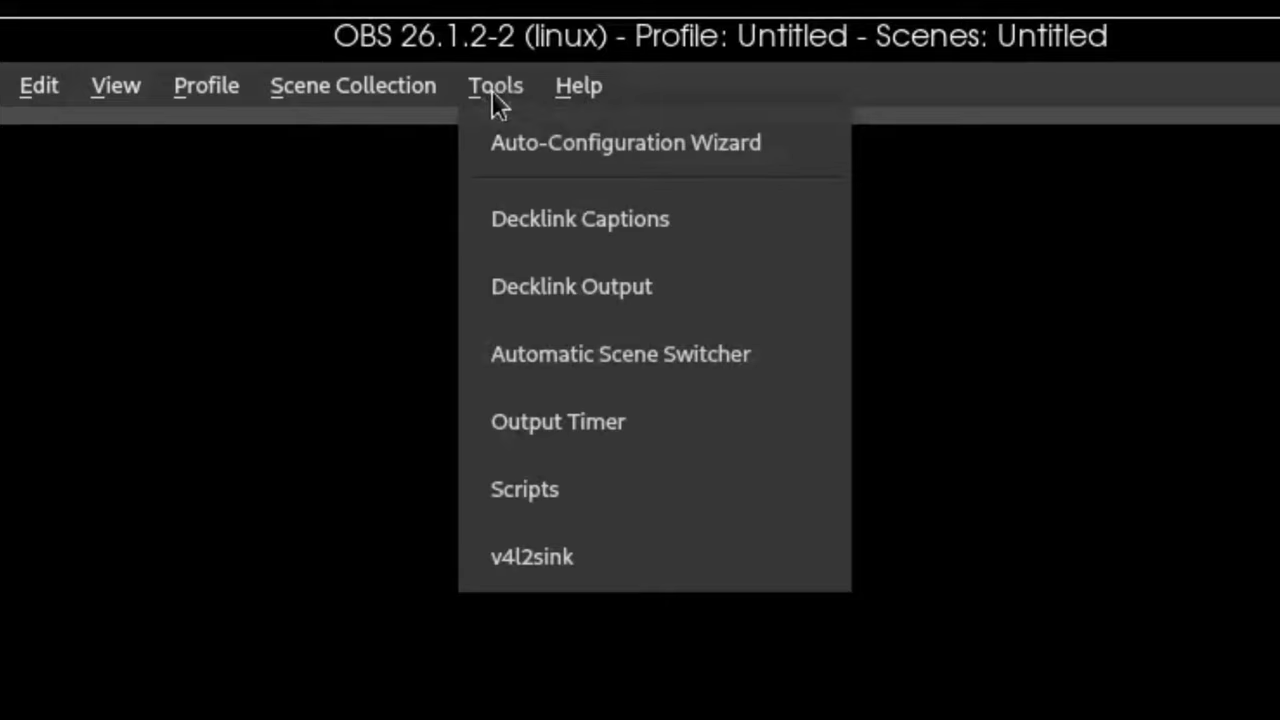 OBS 26.1.2-2 (linux) - Profile: Untitled - Scenes: Untitled
Edit View Profile Scene Collection Tools Help
Auto-Configuration Wizard
Decklink Captions
Decklink Output
Automatic Scene Switcher
Output Timer
Scripts
v4l2sink